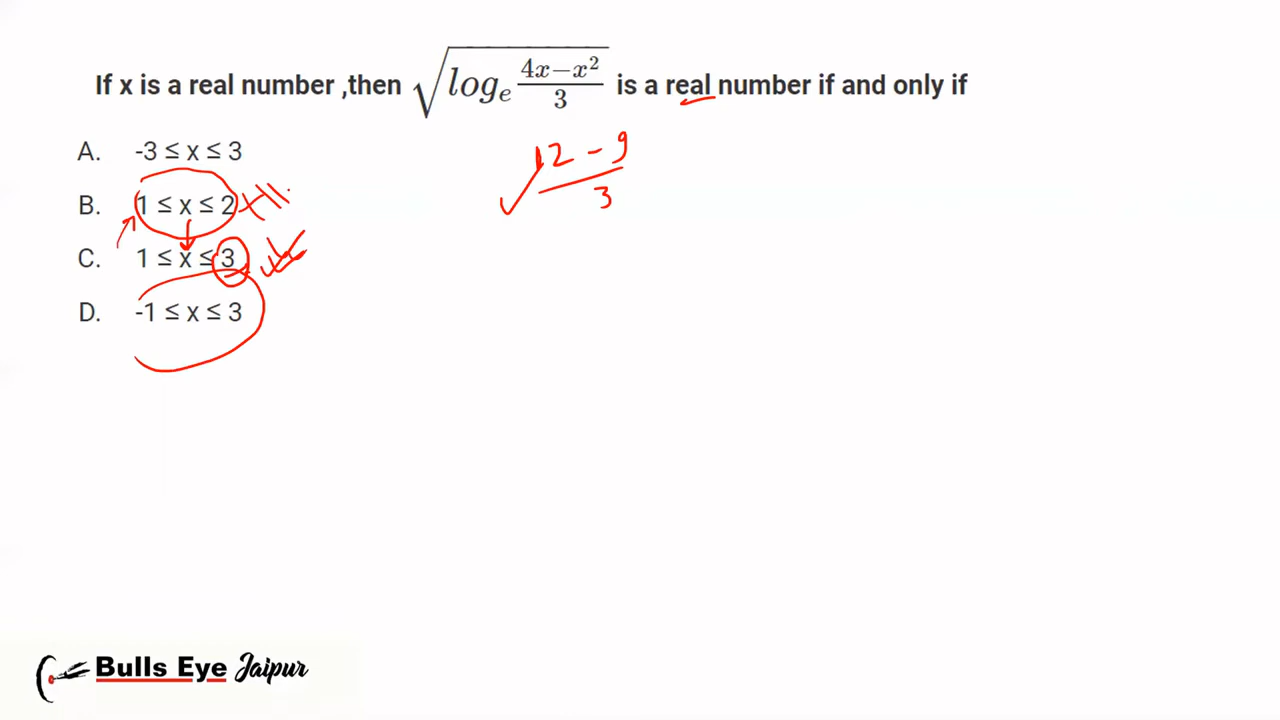 If x is a real number ,then √(logₑ (4x−x²)/3) is a real number if and only if
12 - 9
3
A. -3 ≤ x ≤ 3
B. 1 ≤ x ≤ 2
C. 1 ≤ x ≤ 3
D. -1 ≤ x ≤ 3
Bulls Eye Jaipur